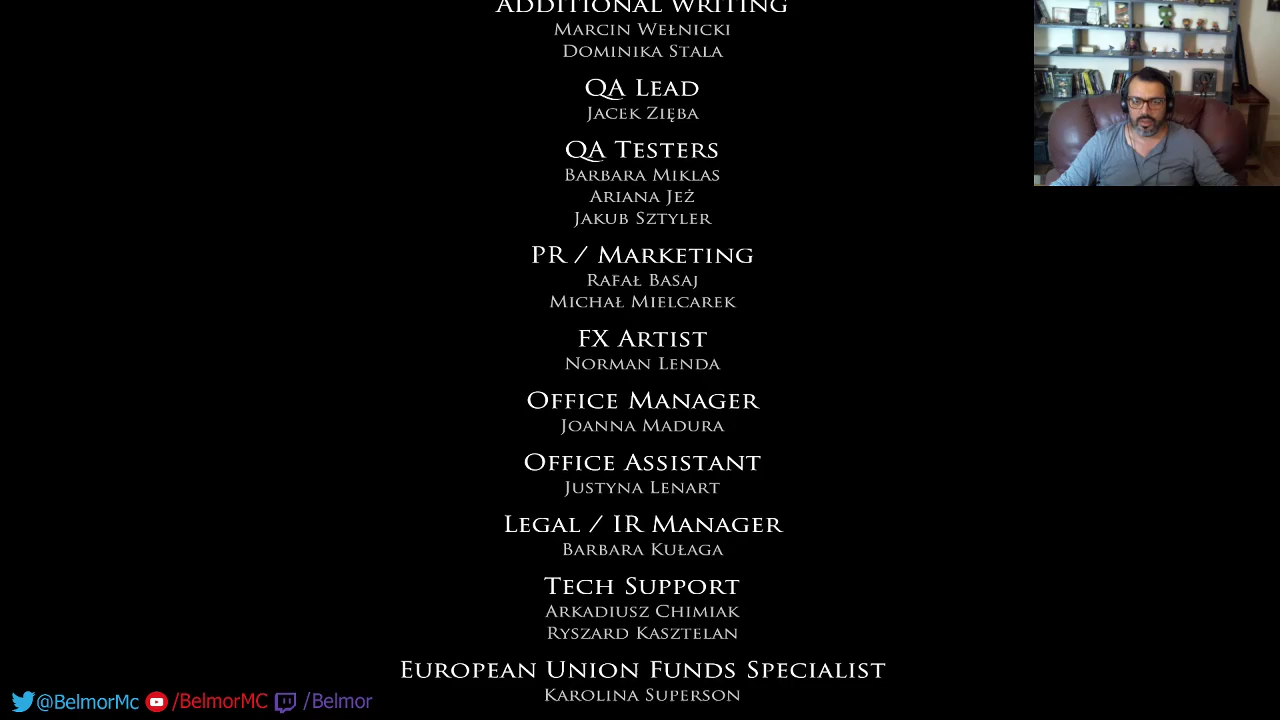 Additional Writing
Marcin Wełnicki
Dominika Stala
QA Lead
Jacek Zięba
QA Testers
Barbara Miklas
Ariana Jeż
Jakub Sztyler
PR / Marketing
Rafał Basaj
Michał Mielcarek
FX Artist
Norman Lenda
Office Manager
Joanna Madura
Office Assistant
Justyna Lenart
Legal / IR Manager
Barbara Kułaga
Tech Support
Arkadiusz Chimiak
Ryszard Kasztelan
European Union Funds Specialist
Karolina Superson
@BelmorMc /BelmorMC /Belmor